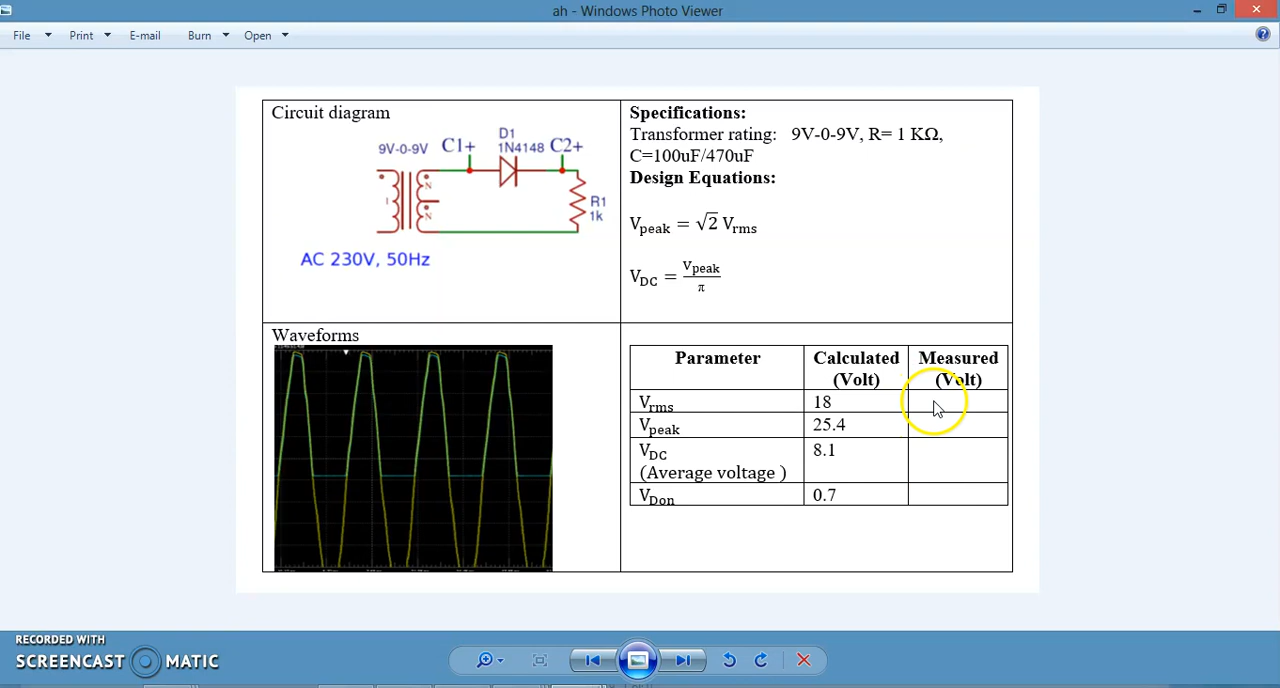 ah - Windows Photo Viewer
File Print E-mail Burn Open
Circuit diagram
9V-0-9V C1+ D1 1N4148 C2+
N
I
N
R1
1k
AC 230V, 50Hz
Specifications:
Transformer rating: 9V-0-9V, R= 1 KΩ,
C=100uF/470uF
Design Equations:
Vpeak = √2 Vrms
VDC = Vpeak / π
Waveforms
Parameter Calculated (Volt) Measured (Volt)
Vrms 18
Vpeak 25.4
VDC 8.1
(Average voltage )
VDon 0.7
RECORDED WITH
SCREENCAST MATIC